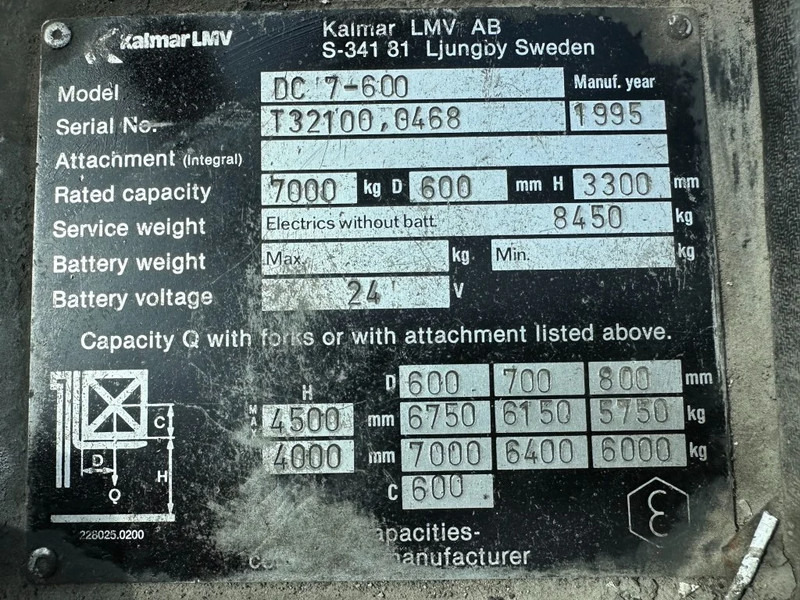 Kalmar LMV
Kalmar LMV AB
S-341 81 Ljungby Sweden
Model DC 7-600 Manuf. year
Serial No. T32100,0468 1995
Attachment (Integral)
Rated capacity 7000 kg D 600 mm H 3300 mm
Service weight Electrics without batt. 8450 kg
Battery weight Max. kg Min. kg
Battery voltage 24 V
Capacity Q with forks or with attachment listed above.
H D 600 700 800 mm
4500 mm 6750 6150 5750 kg
4000 mm 7000 6400 6000 kg
C 600
C
D
H
Q
228025.0200
manufacturer